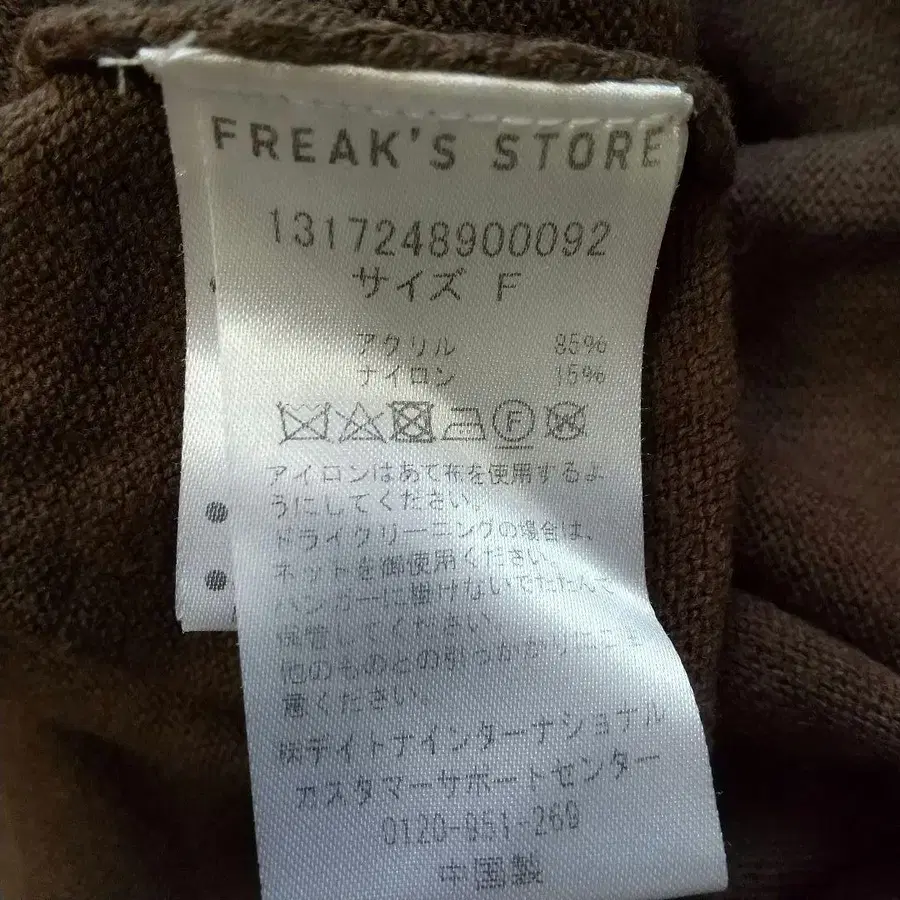 FREAK'S STORE
1317248900092
サイズ F
アクリル 85%
ナイロン 15%
F
アイロンはあて布を使用するよ
うにしてください。
ドライクリーニングの場合は、
ネットを御使用ください。
ハンガーに掛けないでたたんで
保管してください。
他のものとの引っかかりにご注
意ください。
㈱デイトナインターナショナル
カスタマーサポートセンター
0120-951-269
中国製